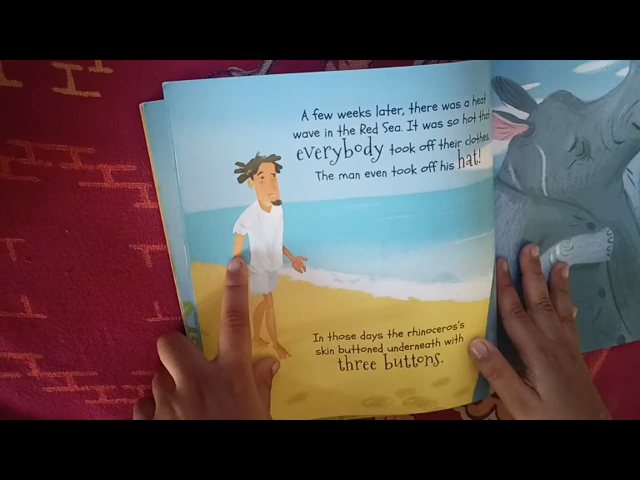 A few weeks later, there was a heat
wave in the Red Sea. It was so hot that
everybody took off their clothes.
The man even took off his hat!
In those days the rhinoceros's
skin buttoned underneath with
three buttons.